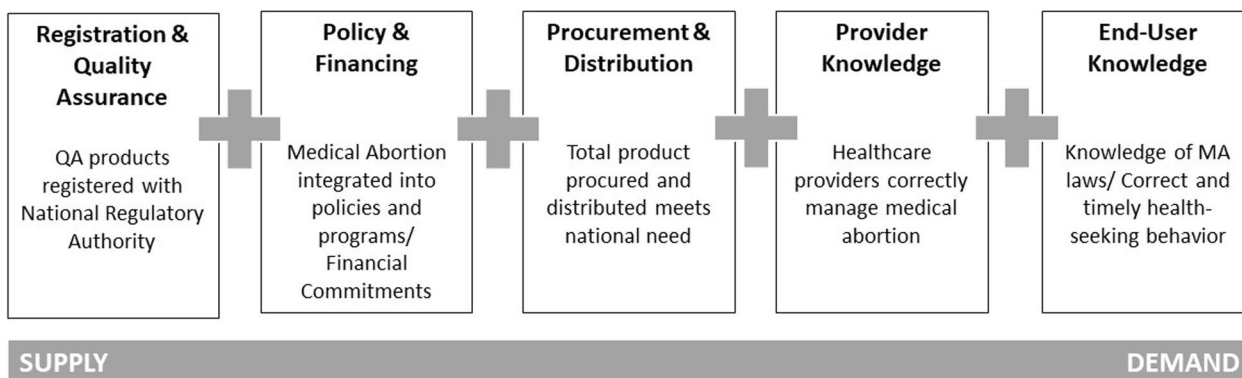 Registration &
Quality
Assurance
QA products
registered with
National Regulatory
Authority
Policy &
Financing
Medical Abortion
integrated into
policies and
programs/
Financial
Commitments
Procurement &
Distribution
Total product
procured and
distributed meets
national need
Provider
Knowledge
Healthcare
providers correctly
manage medical
abortion
End-User
Knowledge
Knowledge of MA
laws/ Correct and
timely health-
seeking behavior
SUPPLY
DEMAND